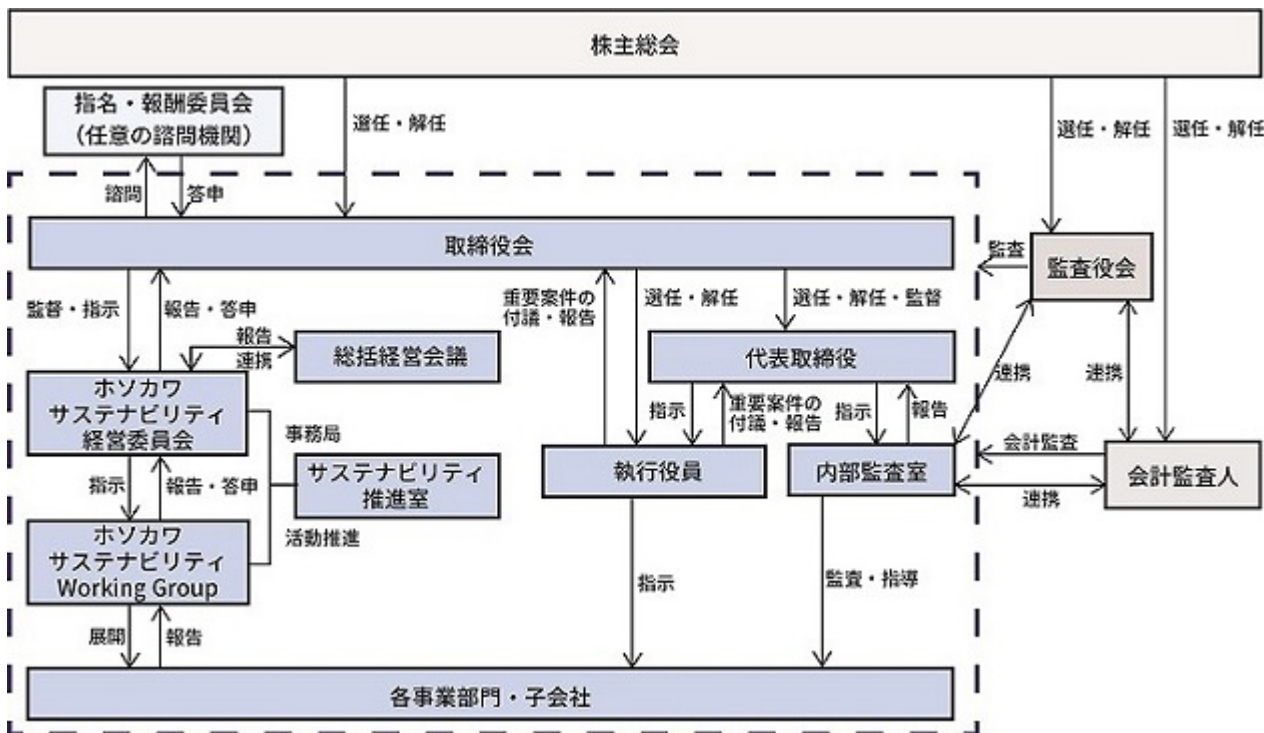 株主総会
指名・報酬委員会
（任意の諮問機関）
選任・解任
選任・解任
選任・解任
諮問
答申
取締役会
監査
監査役会
監督・指示
報告・答申
重要案件の
付議・報告
選任・解任
選任・解任・監督
報告
連携
総括経営会議
代表取締役
連携
連携
ホソカワ
サステナビリティ
経営委員会
指示
重要案件の
付議・報告
指示
報告
事務局
サステナビリティ
推進室
執行役員
内部監査室
会計監査
会計監査人
連携
指示
報告・答申
活動推進
ホソカワ
サステナビリティ
Working Group
指示
監査・指導
展開
報告
各事業部門・子会社